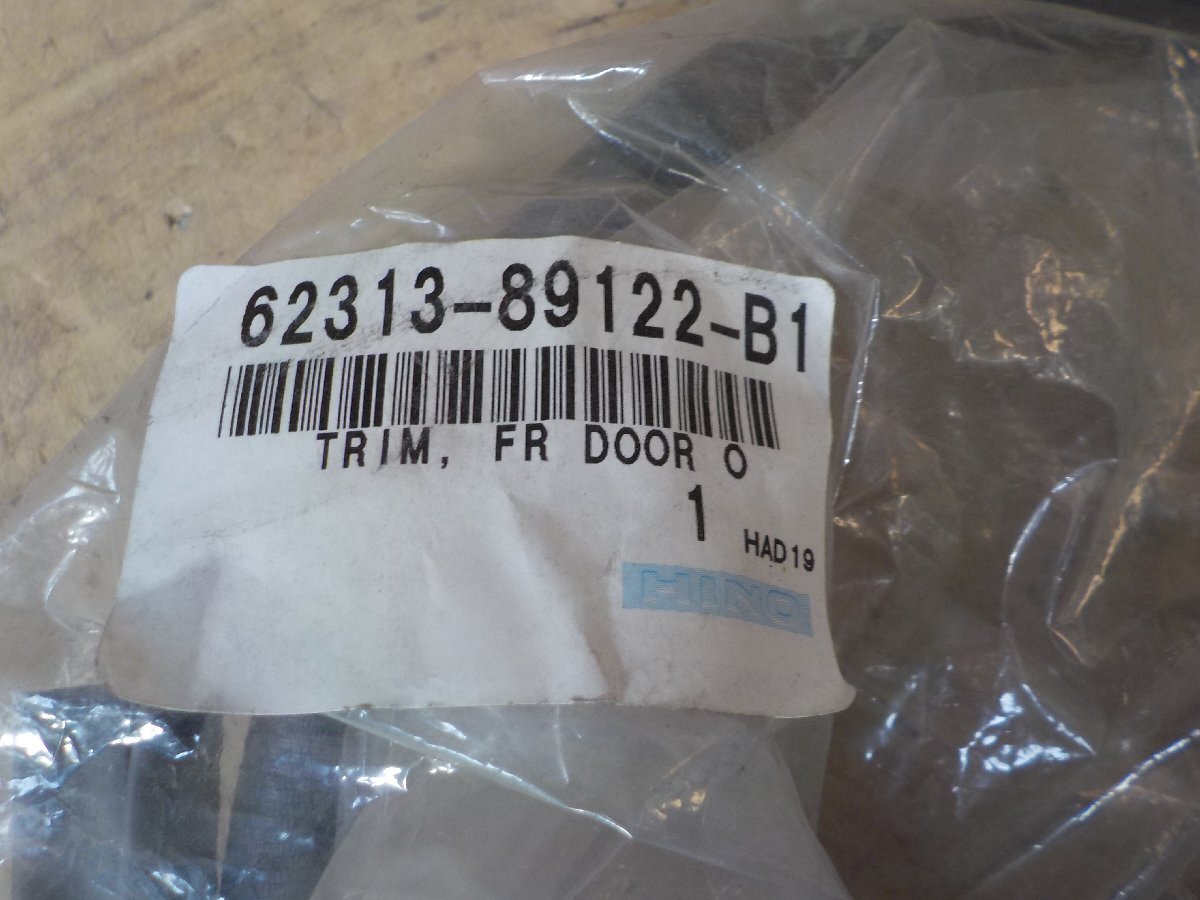 62313-89122-B1
TRIM, FR DOOR O
1
HAD19
HINO